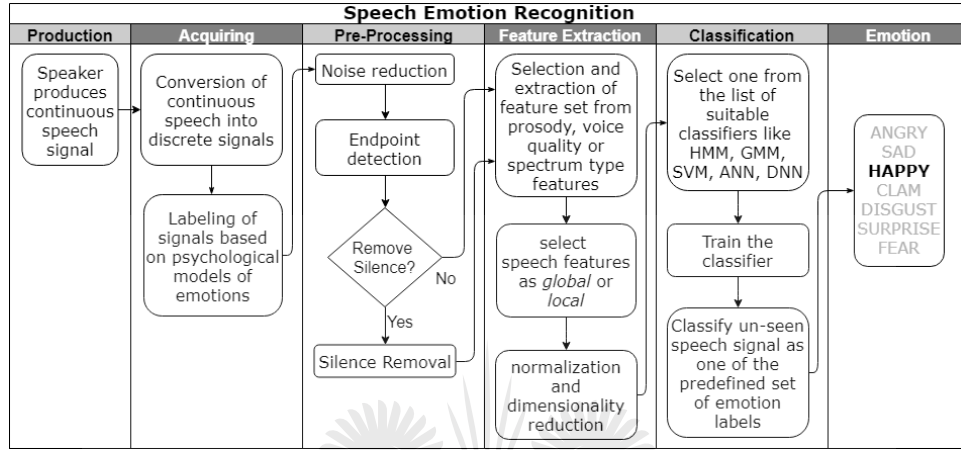 Speech Emotion Recognition
Production
Acquiring
Pre-Processing
Feature Extraction
Classification
Emotion
Speaker
produces
continuous
speech
signal
Conversion of
continuous
speech into
discrete signals
Labeling of
signals based
on psychological
models of
emotions
Noise reduction
Endpoint
detection
Remove
Silence?
No
Yes
Silence Removal
Selection and
extraction of
feature set from
prosody, voice
quality or
spectrum type
features
select
speech features
as global or
local
normalization and
dimensionality
reduction
Select one from
the list of
suitable
classifiers like
HMM, GMM,
SVM, ANN, DNN
Train the
classifier
Classify un-seen
speech signal as
one of the
predefined set
of emotion
labels
ANGRY
SAD
HAPPY
CLAM
DISGUST
SURPRISE
FEAR